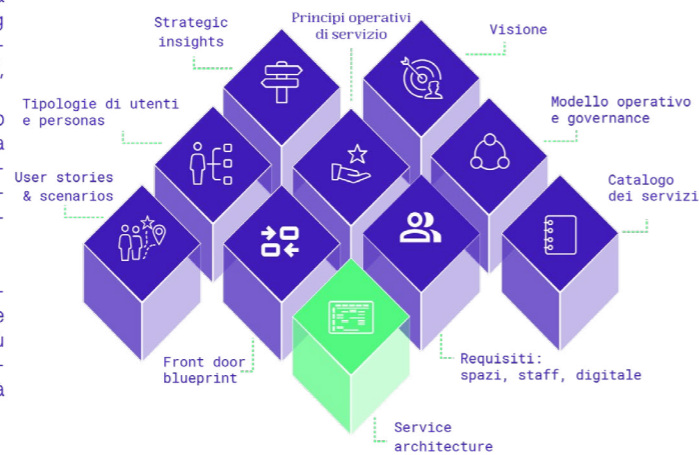 Strategic
insights
Principi operativi
di servizio
Visione
Tipologie di utenti
e personas
Modello operativo
e governance
User stories
& scenarios
Catalogo
dei servizi
Front door
blueprint
Requisiti:
spazi, staff, digitale
Service
architecture